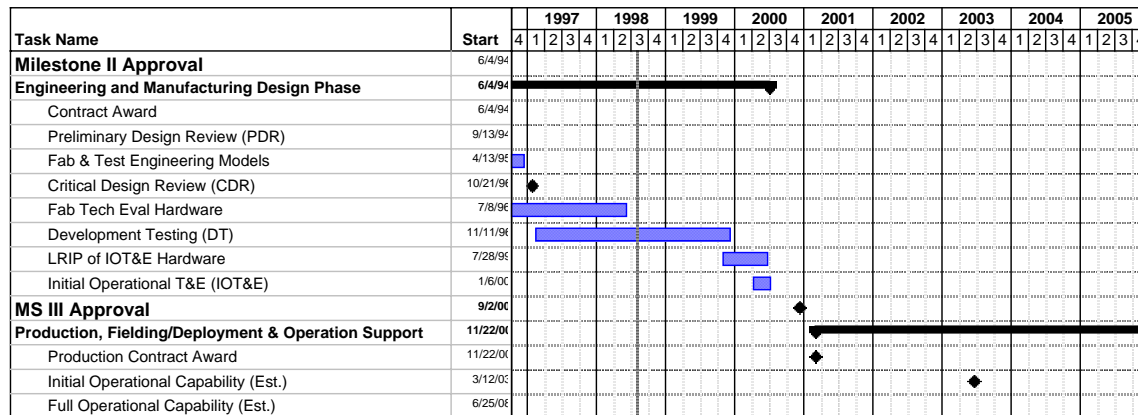 1997 1998 1999 2000 2001 2002 2003 2004 2005
Task Name Start 4 1 2 3 4 1 2 3 4 1 2 3 4 1 2 3 4 1 2 3 4 1 2 3 4 1 2 3 4 1 2 3 4 1 2 3 4
Milestone II Approval 6/4/94
Engineering and Manufacturing Design Phase 6/4/94
Contract Award 6/4/94
Preliminary Design Review (PDR) 9/13/94
Fab & Test Engineering Models 4/13/95
Critical Design Review (CDR) 10/21/96
Fab Tech Eval Hardware 7/8/96
Development Testing (DT) 11/11/96
LRIP of IOT&E Hardware 7/28/99
Initial Operational T&E (IOT&E) 1/6/00
MS III Approval 9/2/00
Production, Fielding/Deployment & Operation Support 11/22/00
Production Contract Award 11/22/00
Initial Operational Capability (Est.) 3/12/03
Full Operational Capability (Est.) 6/25/08